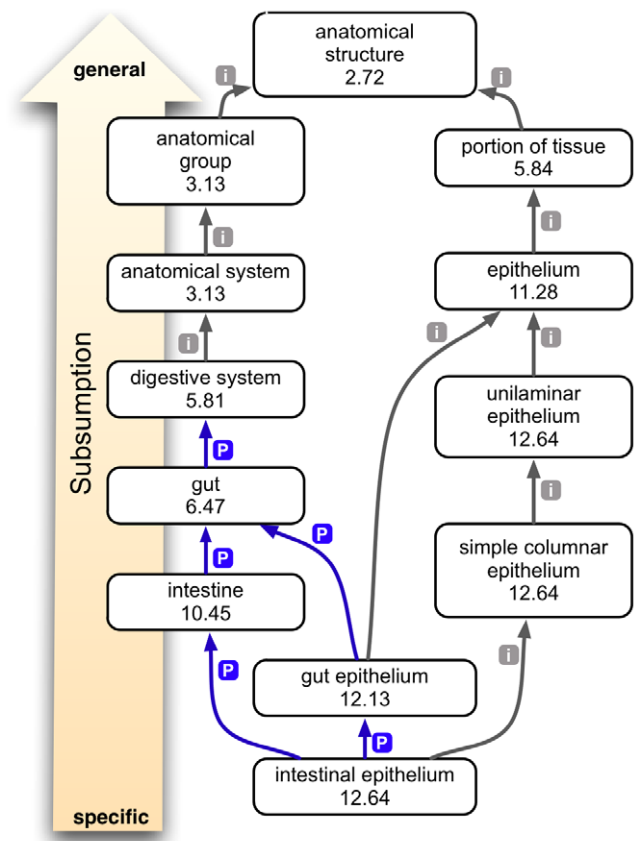 anatomical
structure
2.72
general
i
i
anatomical
group
3.13
portion of tissue
5.84
i
i
anatomical system
3.13
epithelium
11.28
i
i
i
digestive system
5.81
Subsumption
unilaminar
epithelium
12.64
P
gut
6.47
i
P
P
simple columnar
epithelium
12.64
intestine
10.45
P
i
gut epithelium
12.13
P
intestinal epithelium
12.64
specific